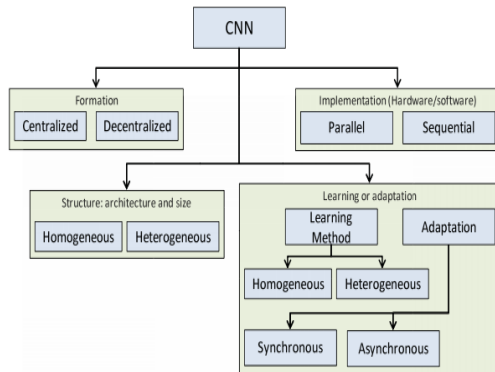 CNN
Formation
Centralized
Decentralized
Implementation (Hardware/software)
Parallel
Sequential
Structure: architecture and size
Homogeneous
Heterogeneous
Learning or adaptation
Learning
Method
Adaptation
Homogeneous
Heterogeneous
Synchronous
Asynchronous